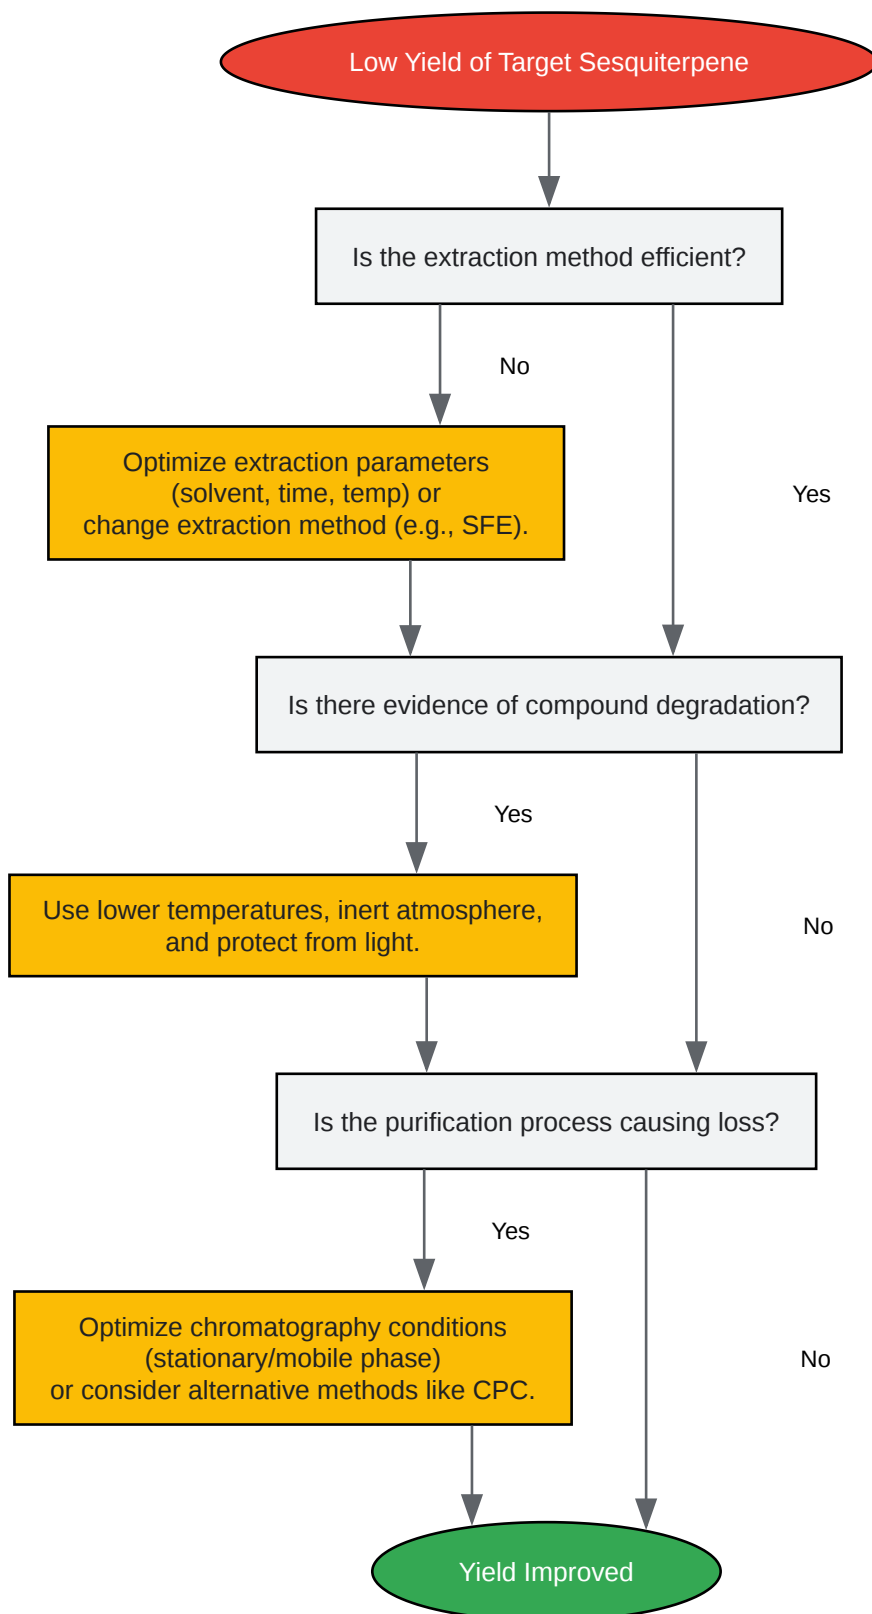 Low Yield of Target Sesquiterpene
Is the extraction method efficient?
No
Optimize extraction parameters
(solvent, time, temp) or
change extraction method (e.g., SFE).
Yes
Is there evidence of compound degradation?
Yes
Use lower temperatures, inert atmosphere,
and protect from light.
No
Is the purification process causing loss?
Yes
Optimize chromatography conditions
(stationary/mobile phase)
or consider alternative methods like CPC.
No
Yield Improved